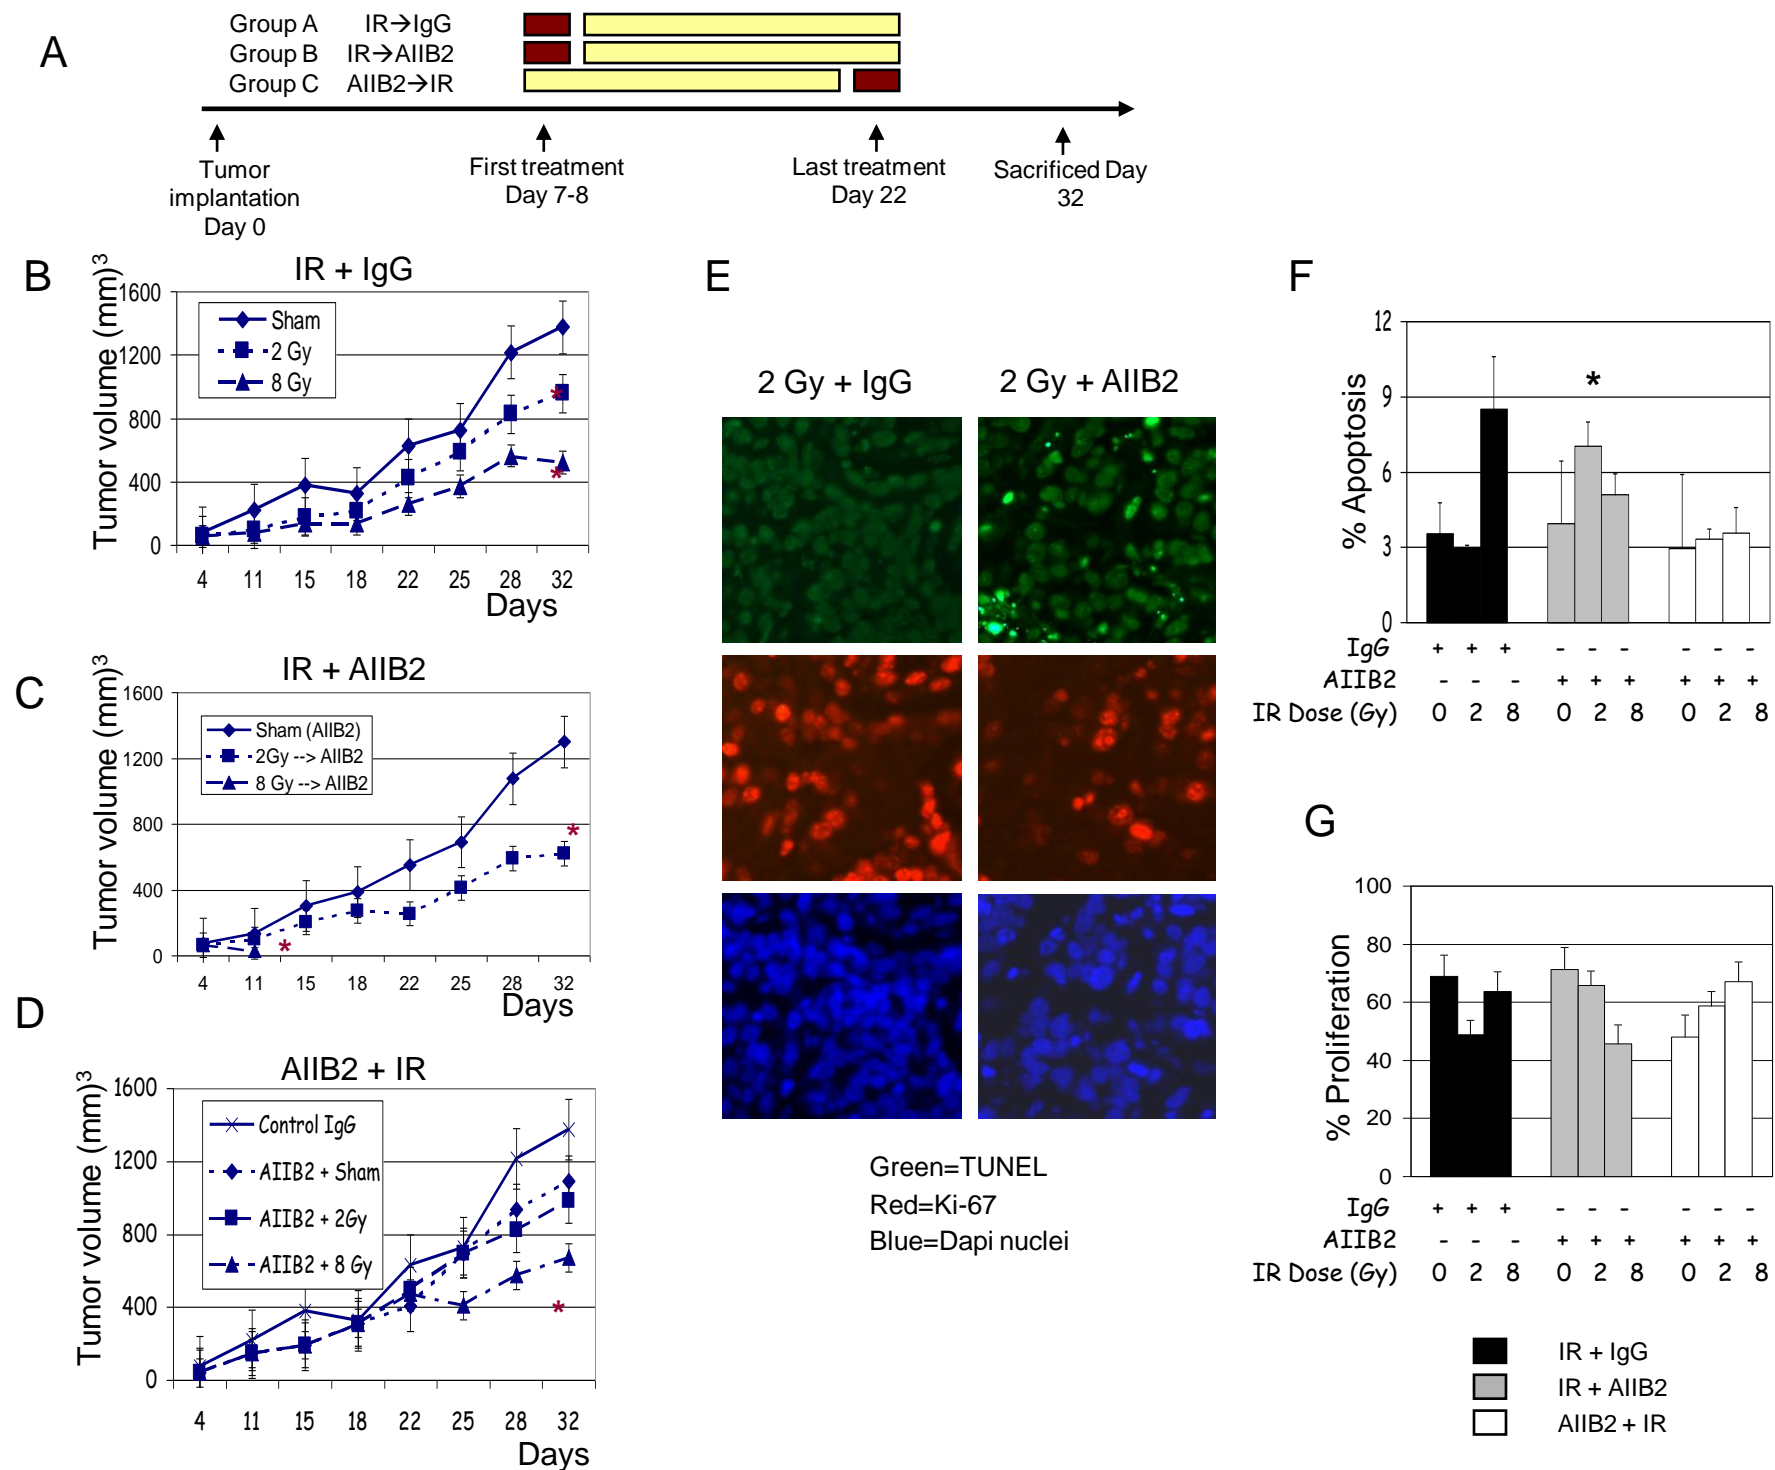 A
Group A IR→IgG
Group B IR→AIIB2
Group C AIIB2→IR
Tumor
implantation
Day 0
First treatment
Day 7-8
Last treatment
Day 22
Sacrificed Day
32
B
IR + IgG
Tumor volume (mm)3
1600
1200
800
400
0
Sham
2 Gy
8 Gy
*
*
4 11 15 18 22 25 28 32
Days
C
IR + AIIB2
Tumor volume (mm)3
1600
1200
800
400
0
Sham (AIIB2)
2Gy --> AIIB2
8 Gy --> AIIB2
*
*
4 11 15 18 22 25 28 32
Days
D
AIIB2 + IR
Tumor volume (mm)3
1600
1200
800
400
0
Control IgG
AIIB2 + Sham
AIIB2 + 2Gy
AIIB2 + 8 Gy
*
4 11 15 18 22 25 28 32
Days
E
2 Gy + IgG 2 Gy + AIIB2
Green=TUNEL
Red=Ki-67
Blue=Dapi nuclei
F
% Apoptosis
12
9
6
3
0
*
IgG + + + - - - - - -
AIIB2 - - - + + + + + +
IR Dose (Gy) 0 2 8 0 2 8 0 2 8
G
% Proliferation
100
80
60
40
20
0
IgG + + + - - - - - -
AIIB2 - - - + + + + + +
IR Dose (Gy) 0 2 8 0 2 8 0 2 8
IR + IgG
IR + AIIB2
AIIB2 + IR